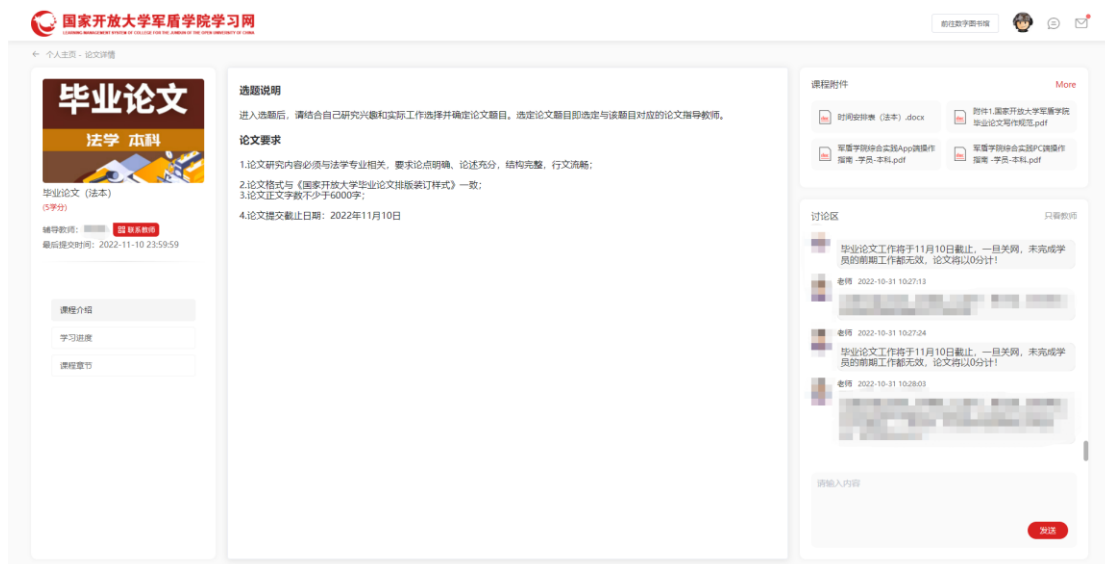 国家开放大学军盾学院学习网
前往数字图书馆
← 个人主页 - 论文详情
毕业论文
法学 本科
毕业论文（法本）
(5学分)
辅导教师：
联系教师
最后提交时间：2022-11-10 23:59:59
课程介绍
学习进度
课程章节
选题说明
进入选题后，请结合自己研究兴趣和实际工作选择并确定论文题目。选定论文题目即选定与该题目对应的论文指导教师。
论文要求
1.论文研究内容必须与法学专业相关，要求论点明确、论述充分，结构完整，行文流畅；
2.论文格式与《国家开放大学毕业论文排版装订样式》一致；
3.论文正文字数不少于6000字；
4.论文提交截止日期：2022年11月10日
课程附件
More
时间安排表（法本）.docx
附件1.国家开放大学军盾学院
毕业论文写作规范.pdf
军盾学院综合实践App端操作
指南 -学员-本科.pdf
军盾学院综合实践PC端操作
指南 -学员-本科.pdf
讨论区
只看教师
毕业论文工作将于11月10日截止，一旦关网，未完成学
员的前期工作都无效，论文将以0分计！
老师 2022-10-31 10:27:13
老师 2022-10-31 10:27:24
毕业论文工作将于11月10日截止，一旦关网，未完成学
员的前期工作都无效，论文将以0分计！
老师 2022-10-31 10:28:03
请输入内容
发送